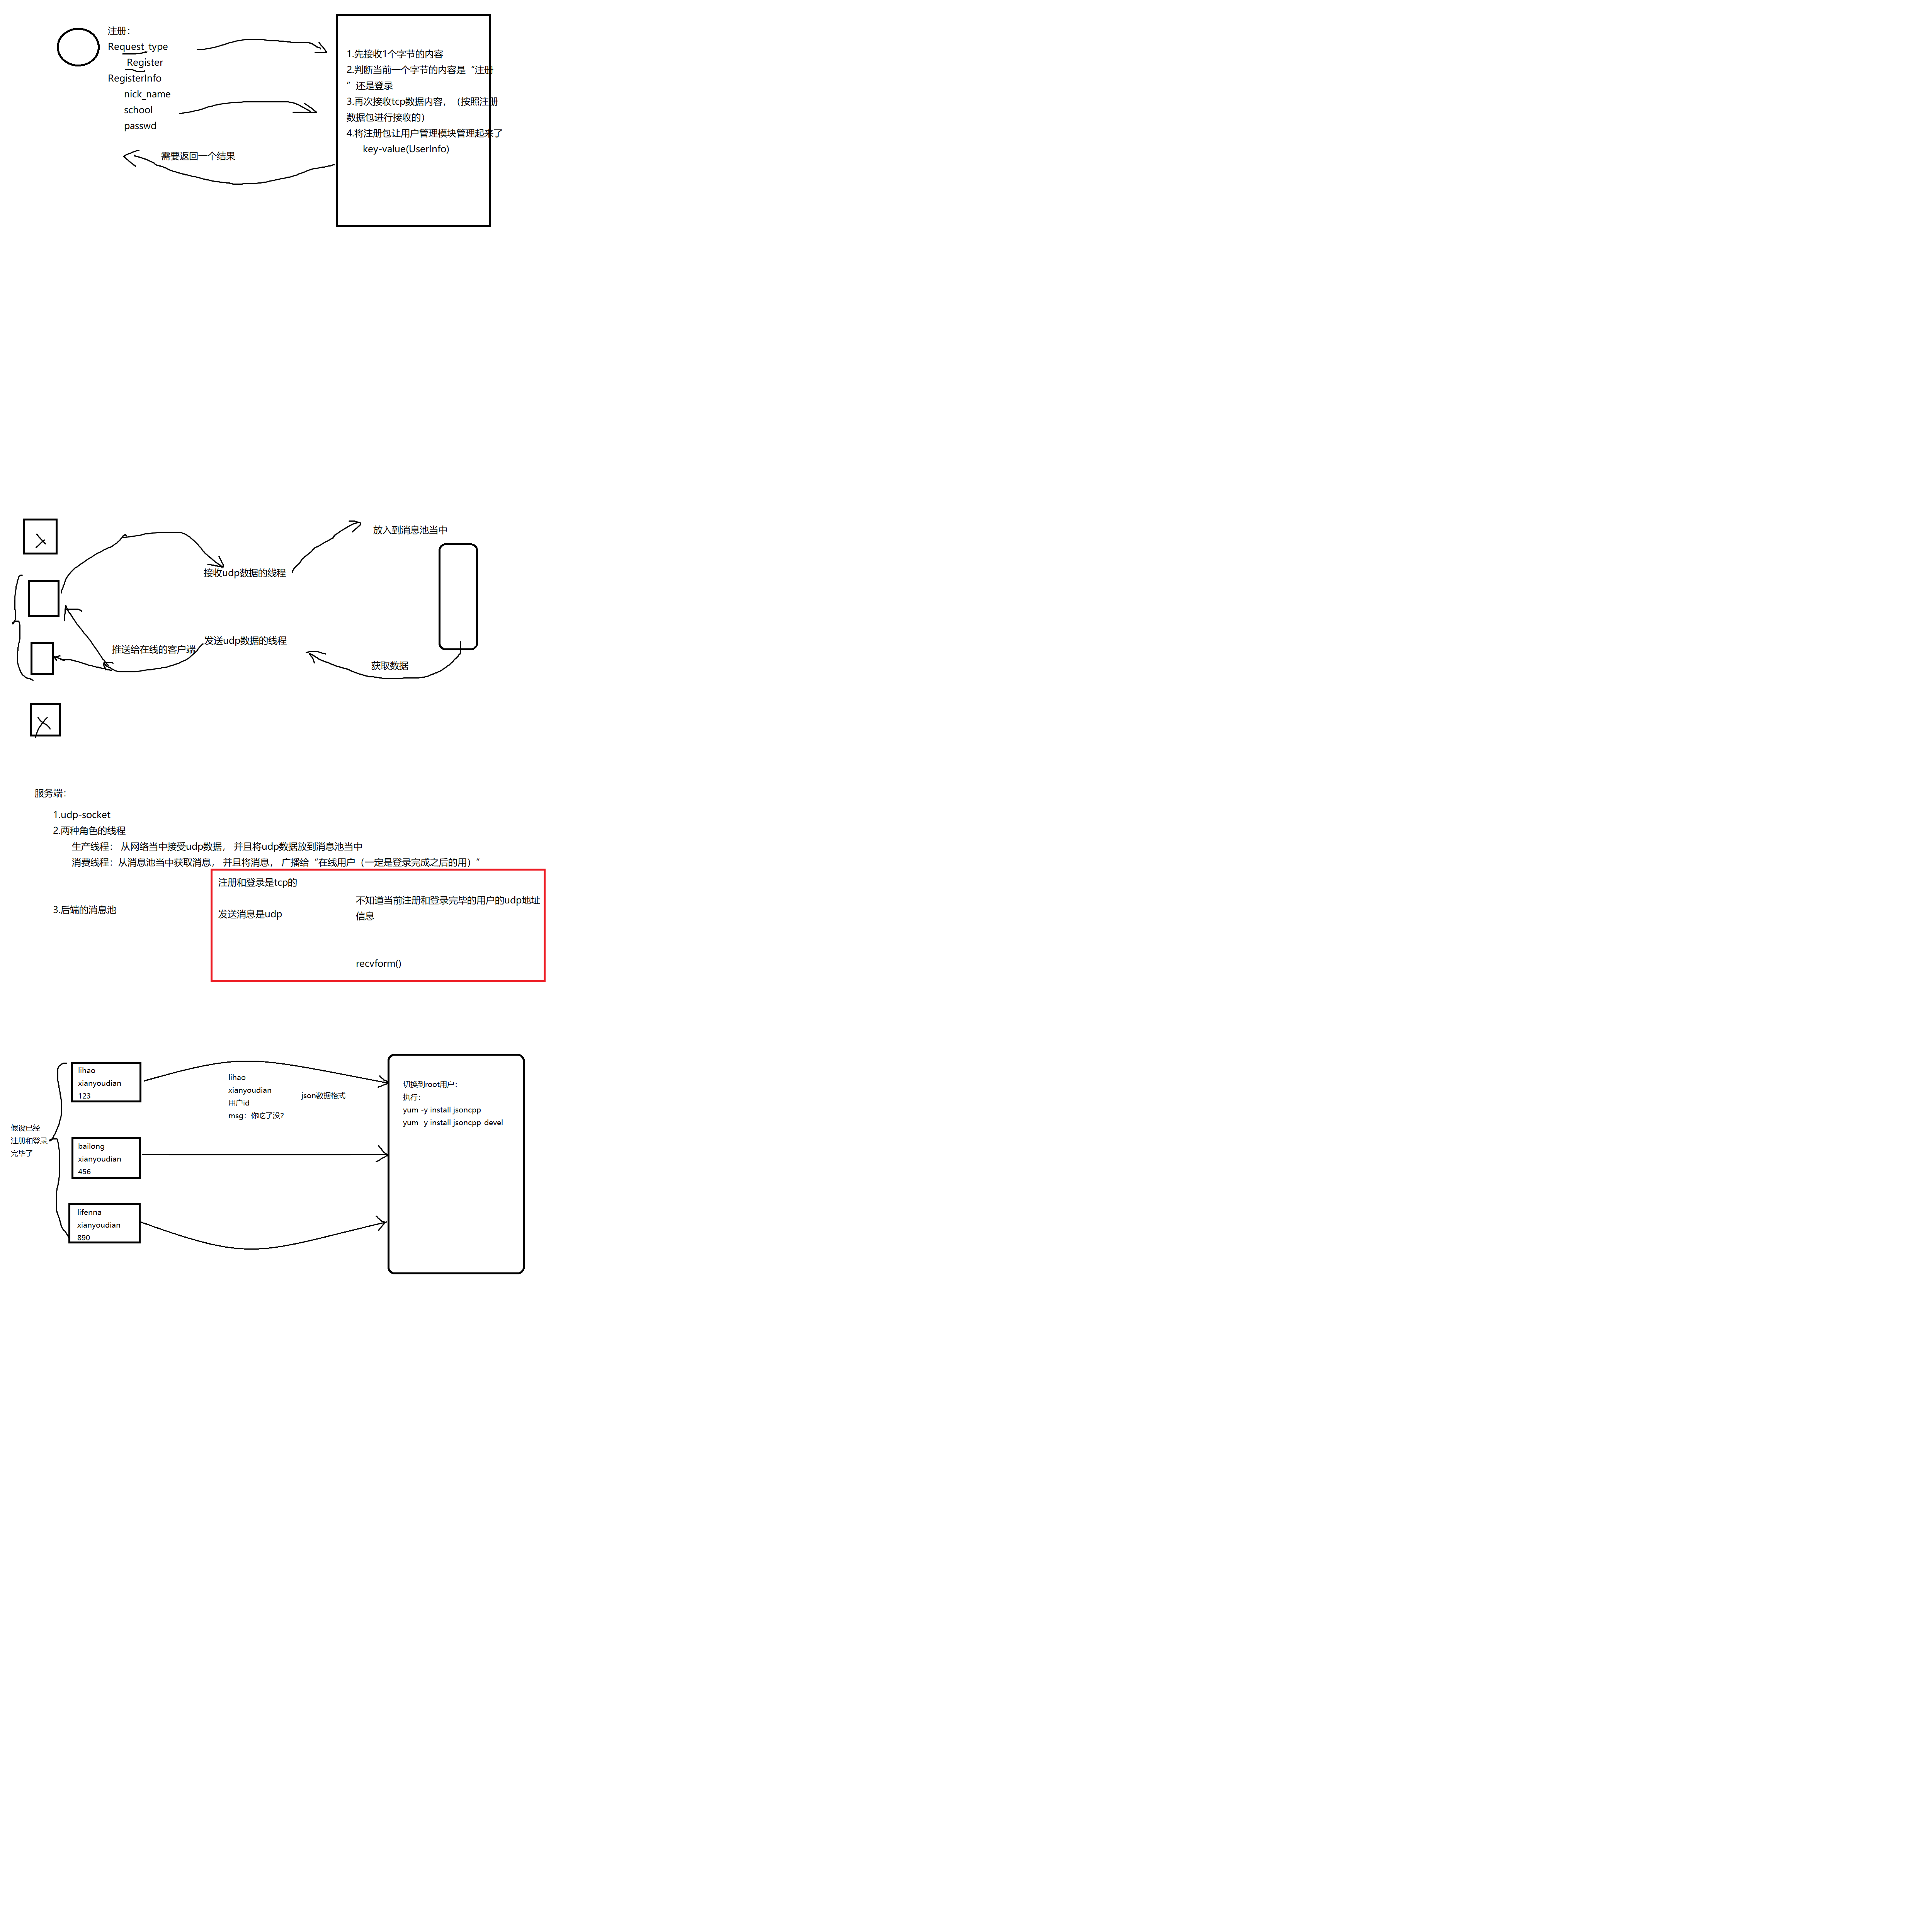 注册：
Request_type
Register
RegisterInfo
nick_name
school
passwd
需要返回一个结果
1.先接收1个字节的内容
2.判断当前一个字节的内容是“注册
”还是登录
3.再次接收tcp数据内容，（按照注册
数据包进行接收的）
4.将注册包让用户管理模块管理起来了
key-value(UserInfo)
放入到消息池当中
接收udp数据的线程
发送udp数据的线程
推送给在线的客户端
获取数据
服务端：
1.udp-socket
2.两种角色的线程
生产线程： 从网络当中接受udp数据， 并且将udp数据放到消息池当中
消费线程：从消息池当中获取消息， 并且将消息， 广播给“在线用户（一定是登录完成之后的用）”
3.后端的消息池
注册和登录是tcp的
发送消息是udp
不知道当前注册和登录完毕的用户的udp地址
信息
recvform()
假设已经
注册和登录
完毕了
lihao
xianyoudian
123
bailong
xianyoudian
456
lifenna
xianyoudian
890
lihao
xianyoudian
用户id
msg：你吃了没?
json数据格式
切换到root用户：
执行：
yum -y install jsoncpp
yum -y install jsoncpp-devel